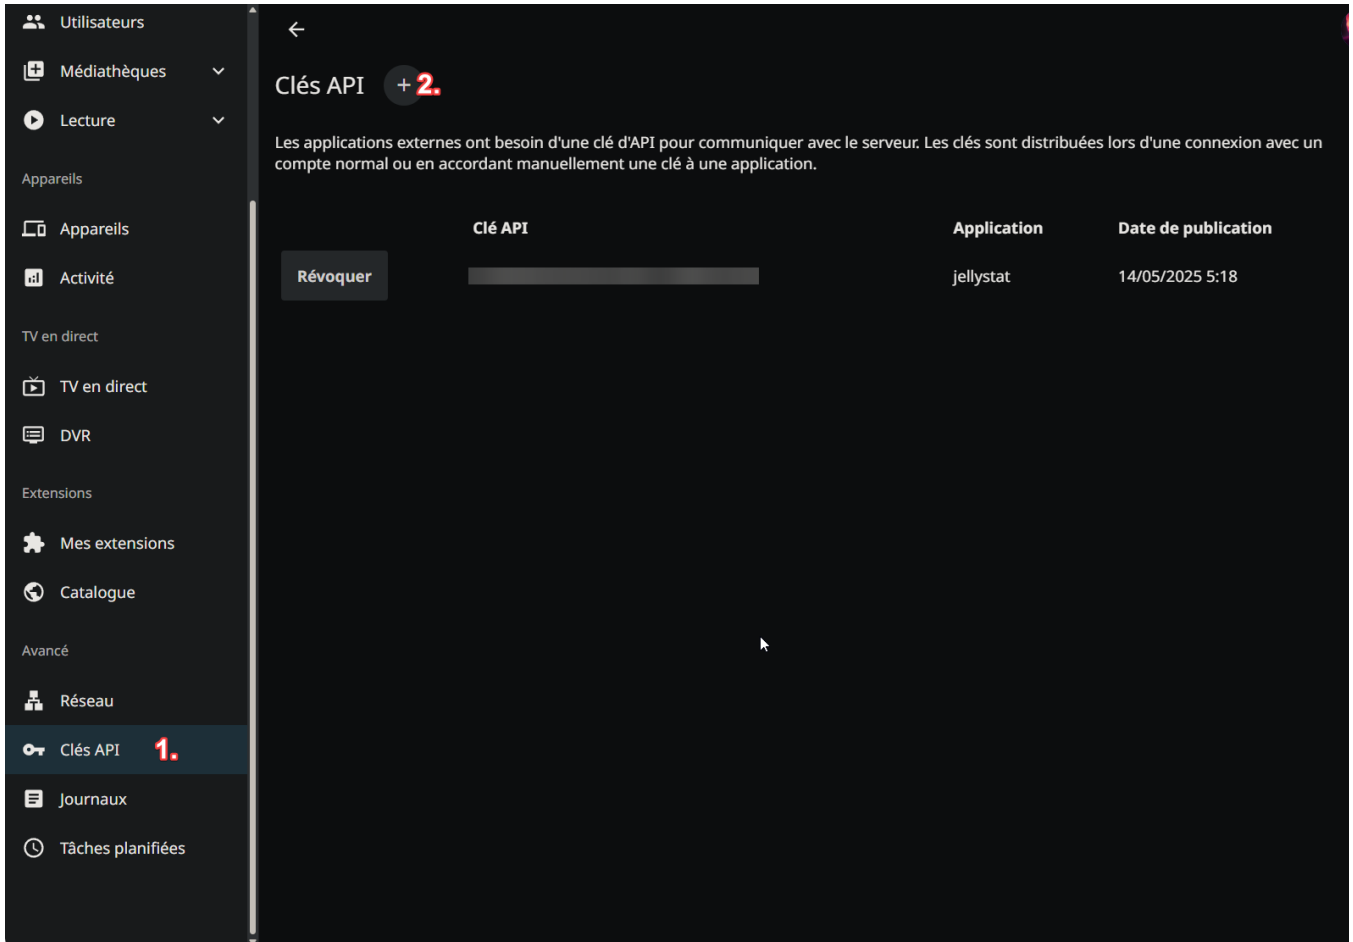 Utilisateurs
Médiathèques
Lecture
Appareils
Appareils
Activité
TV en direct
TV en direct
DVR
Extensions
Mes extensions
Catalogue
Avancé
Réseau
Clés API 1.
Journaux
Tâches planifiées
Clés API + 2.
Les applications externes ont besoin d'une clé d'API pour communiquer avec le serveur. Les clés sont distribuées lors d'une connexion avec un
compte normal ou en accordant manuellement une clé à une application.
Clé API Application Date de publication
Révoquer jellystat 14/05/2025 5:18